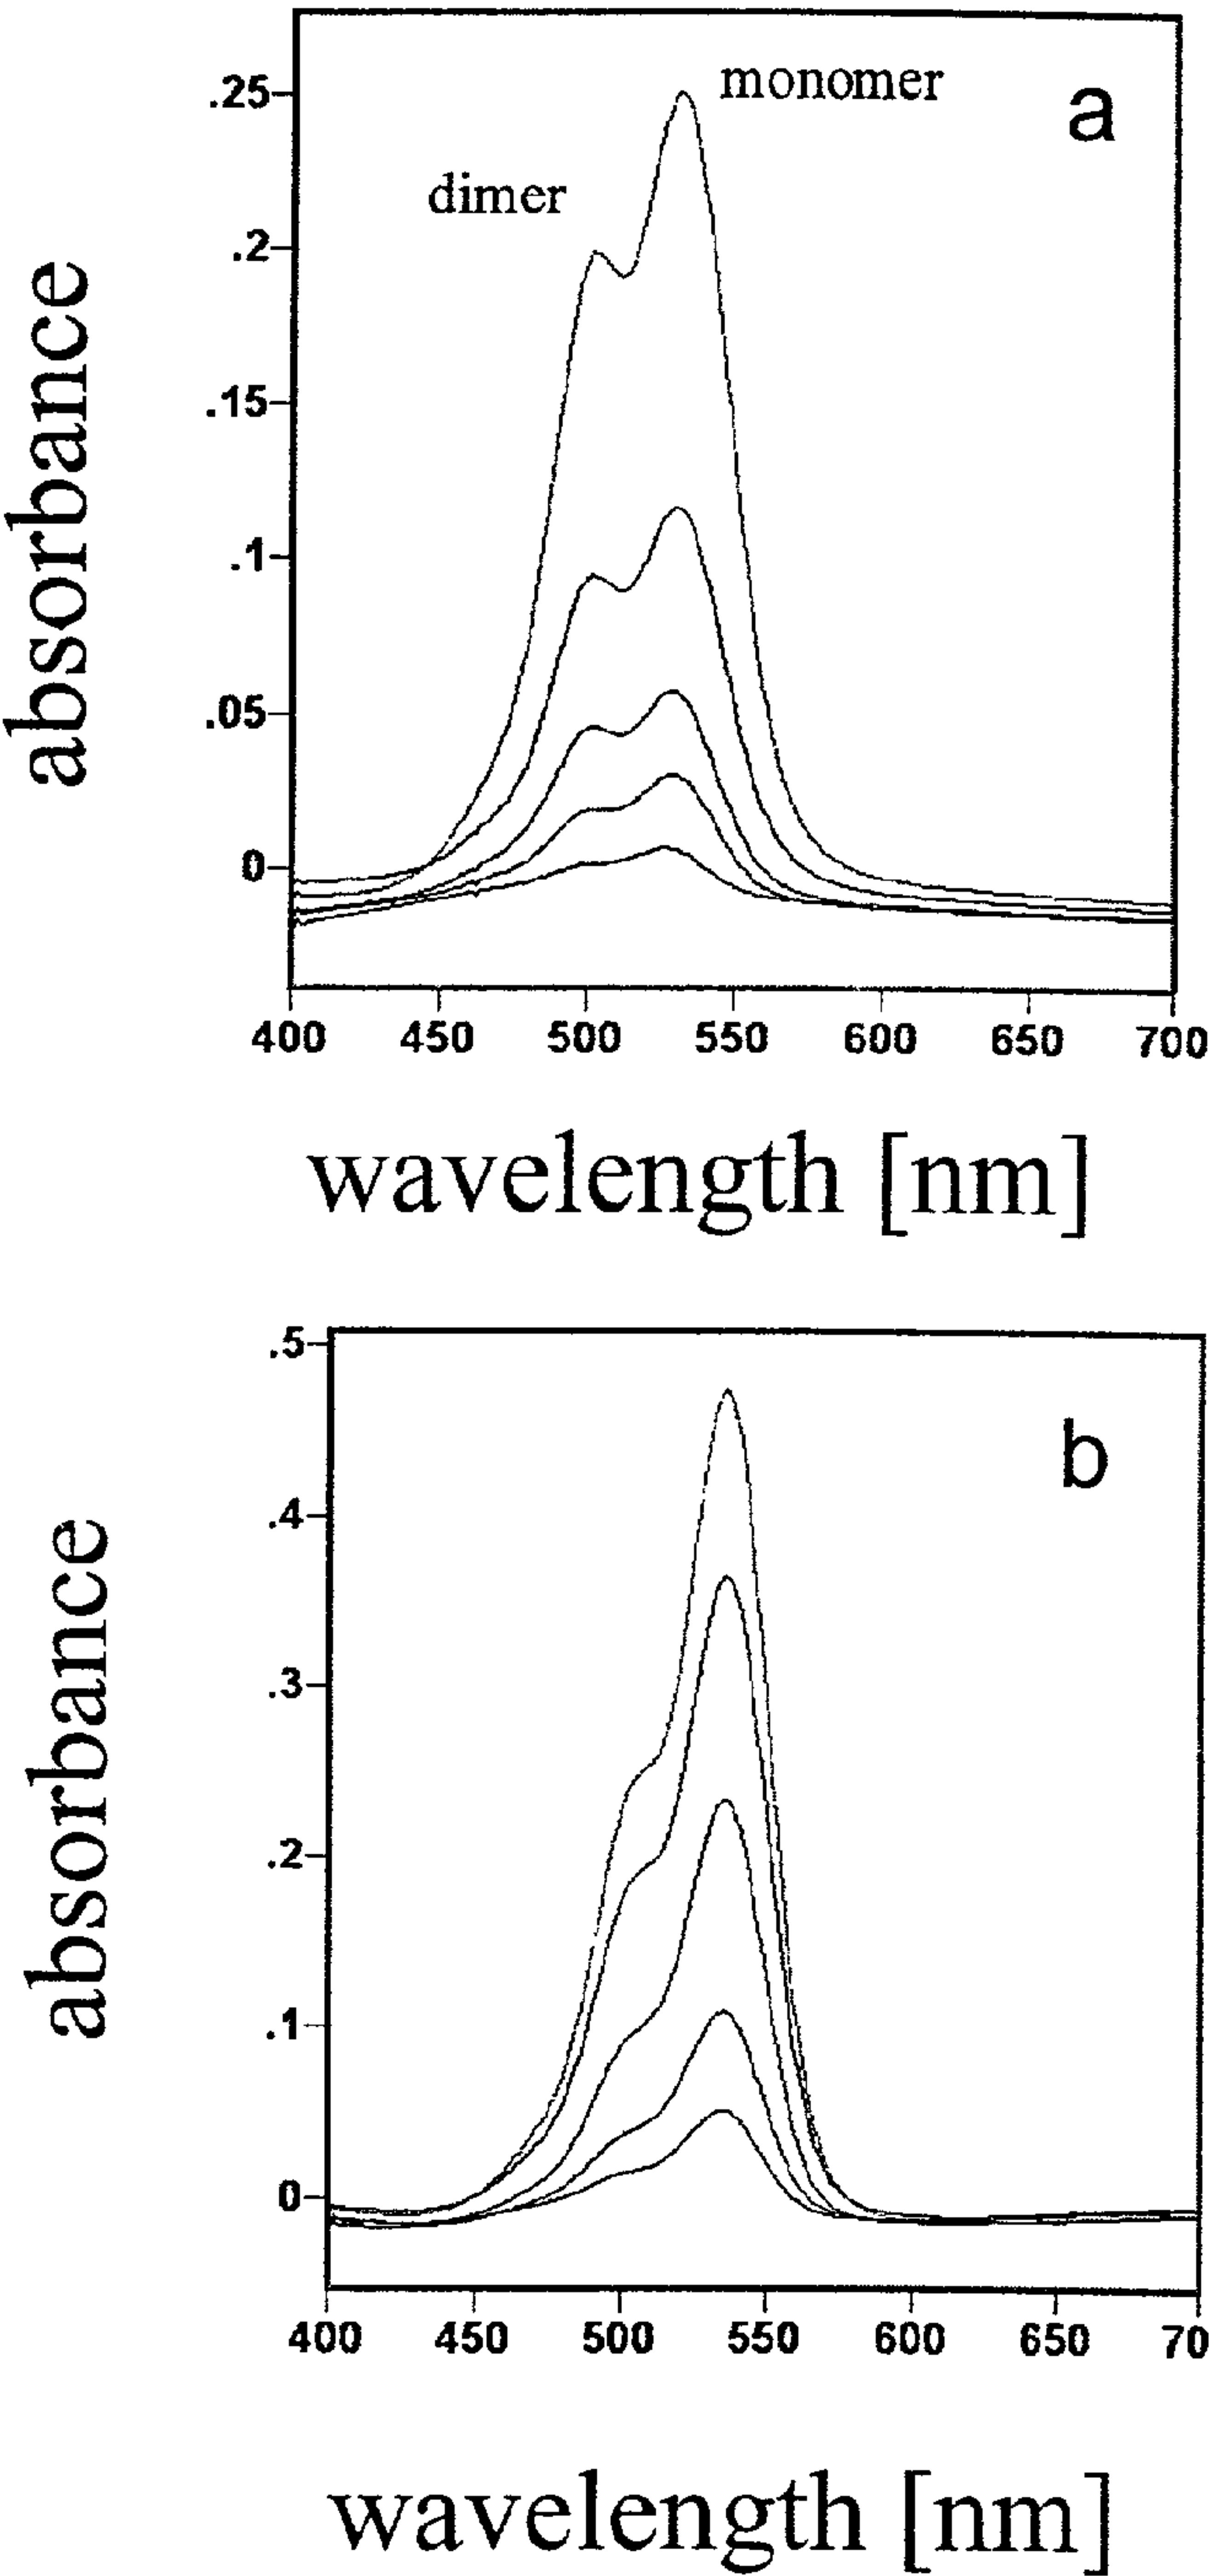 .25
monomer
a
dimer
.2
absorbance
.15
.1
.05
0
400 450 500 550 600 650 700
wavelength [nm]
.5
b
.4
absorbance
.3
.2
.1
0
400 450 500 550 600 650 70
wavelength [nm]